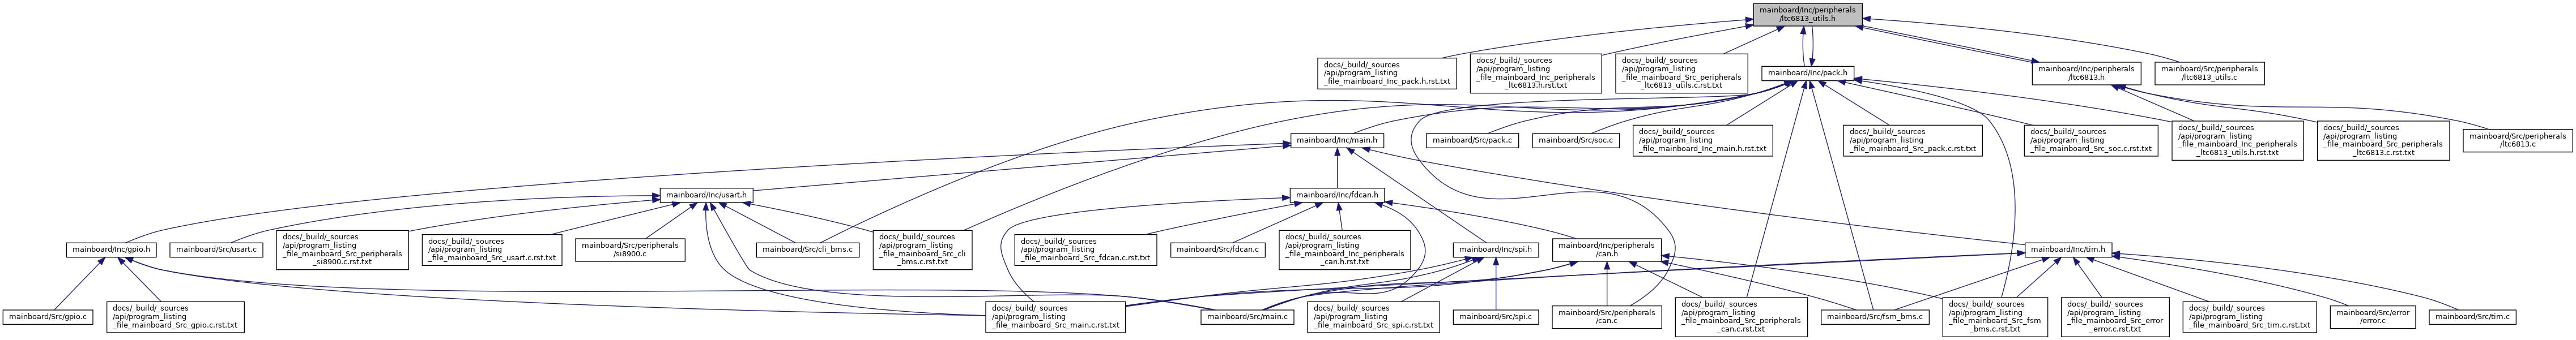 mainboard/Inc/peripherals
/ltc6813_utils.h
docs/_build/_sources
/api/program_listing
_file_mainboard_Inc_pack.h.rst.txt
docs/_build/_sources
/api/program_listing
_file_mainboard_Inc_peripherals
_ltc6813.h.rst.txt
docs/_build/_sources
/api/program_listing
_file_mainboard_Src_peripherals
_ltc6813_utils.c.rst.txt
mainboard/Inc/pack.h
mainboard/Inc/peripherals
/ltc6813.h
mainboard/Src/peripherals
/ltc6813_utils.c
mainboard/Inc/main.h
mainboard/Src/pack.c
mainboard/Src/soc.c
docs/_build/_sources
/api/program_listing
_file_mainboard_Inc_main.h.rst.txt
docs/_build/_sources
/api/program_listing
_file_mainboard_Src_pack.c.rst.txt
docs/_build/_sources
/api/program_listing
_file_mainboard_Src_soc.c.rst.txt
docs/_build/_sources
/api/program_listing
_file_mainboard_Inc_peripherals
_ltc6813_utils.h.rst.txt
docs/_build/_sources
/api/program_listing
_file_mainboard_Src_peripherals
_ltc6813.c.rst.txt
mainboard/Src/peripherals
/ltc6813.c
mainboard/Inc/usart.h
mainboard/Inc/fdcan.h
mainboard/Inc/gpio.h
mainboard/Src/usart.c
docs/_build/_sources
/api/program_listing
_file_mainboard_Src_peripherals
_si8900.c.rst.txt
docs/_build/_sources
/api/program_listing
_file_mainboard_Src_usart.c.rst.txt
mainboard/Src/peripherals
/si8900.c
mainboard/Src/cli_bms.c
docs/_build/_sources
/api/program_listing
_file_mainboard_Src_cli
_bms.c.rst.txt
docs/_build/_sources
/api/program_listing
_file_mainboard_Src_fdcan.c.rst.txt
mainboard/Src/fdcan.c
docs/_build/_sources
/api/program_listing
_file_mainboard_Inc_peripherals
_can.h.rst.txt
mainboard/Inc/spi.h
mainboard/Inc/peripherals
/can.h
mainboard/Inc/tim.h
mainboard/Src/gpio.c
docs/_build/_sources
/api/program_listing
_file_mainboard_Src_gpio.c.rst.txt
docs/_build/_sources
/api/program_listing
_file_mainboard_Src_main.c.rst.txt
mainboard/Src/main.c
docs/_build/_sources
/api/program_listing
_file_mainboard_Src_spi.c.rst.txt
mainboard/Src/spi.c
mainboard/Src/peripherals
/can.c
docs/_build/_sources
/api/program_listing
_file_mainboard_Src_peripherals
_can.c.rst.txt
mainboard/Src/fsm_bms.c
docs/_build/_sources
/api/program_listing
_file_mainboard_Src_fsm
_bms.c.rst.txt
docs/_build/_sources
/api/program_listing
_file_mainboard_Src_error
_error.c.rst.txt
docs/_build/_sources
/api/program_listing
_file_mainboard_Src_tim.c.rst.txt
mainboard/Src/error
/error.c
mainboard/Src/tim.c